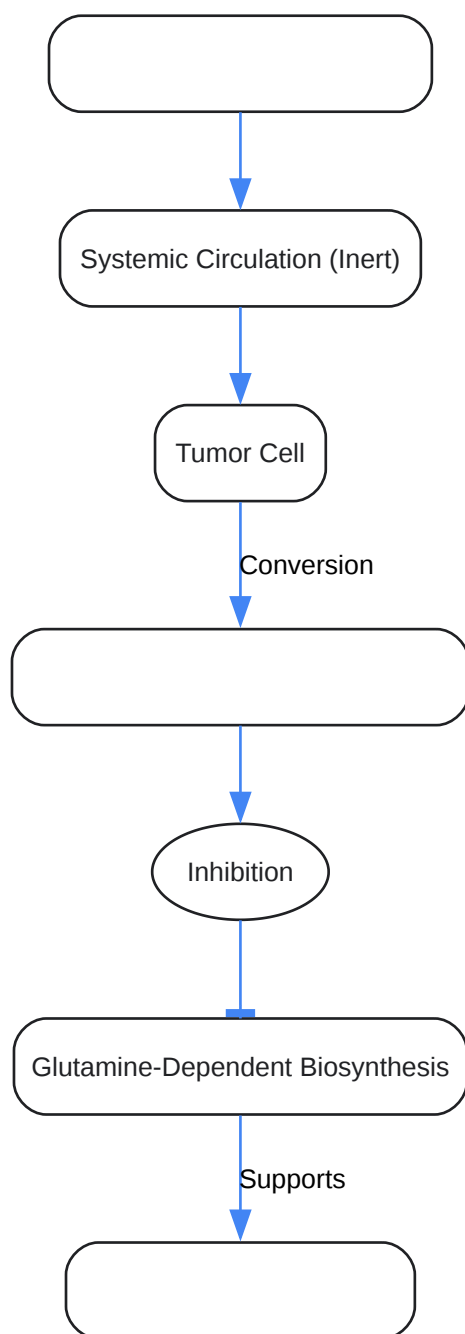 Systemic Circulation (Inert)
Tumor Cell
Conversion
Inhibition
Glutamine-Dependent Biosynthesis
Supports